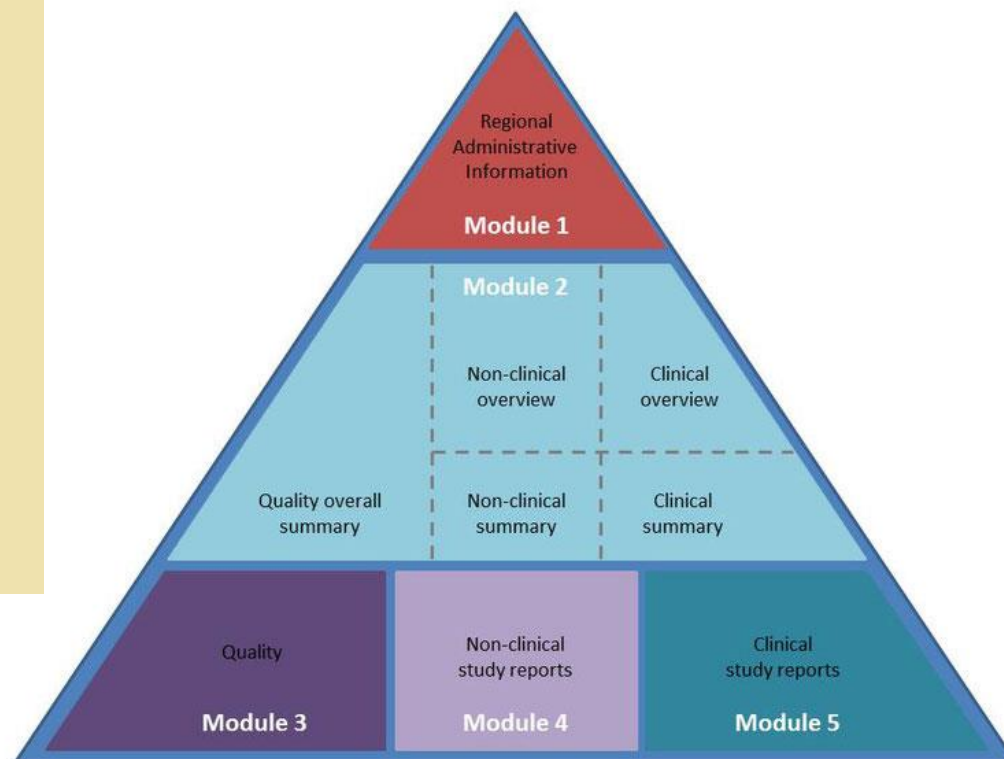 Regional
Administrative
Information
Module 1
Module 2
Non-clinical
overview
Clinical
overview
Quality overall
summary
Non-clinical
summary
Clinical
summary
Quality
Module 3
Non-clinical
study reports
Module 4
Clinical
study reports
Module 5